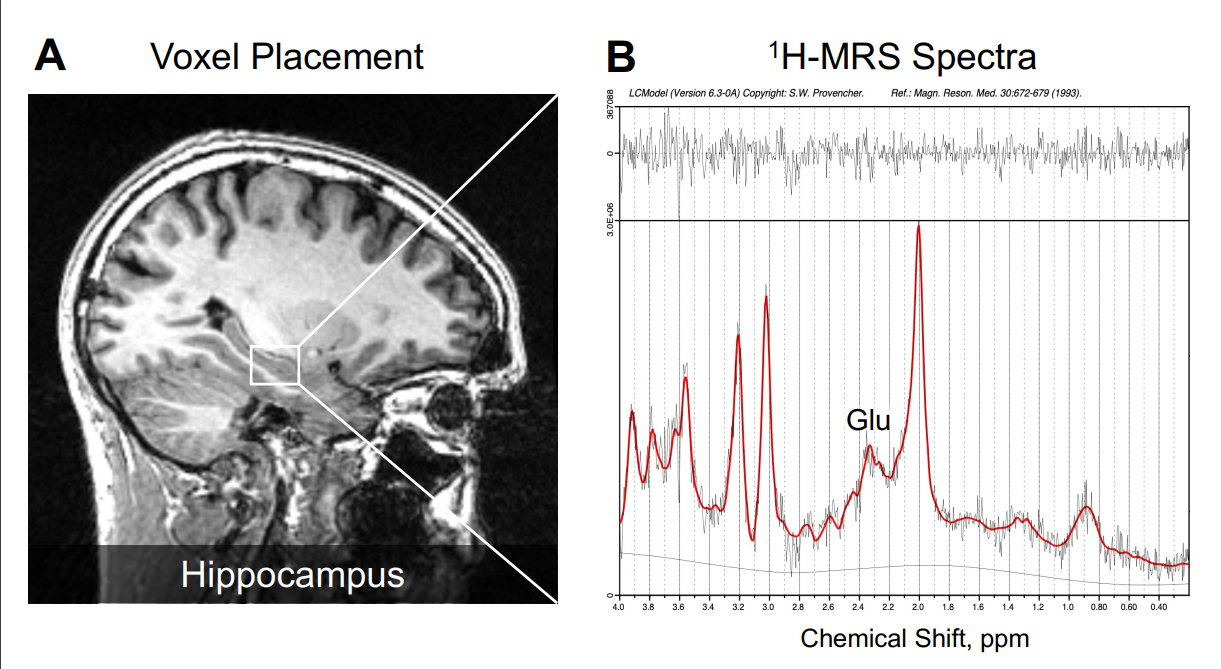 A Voxel Placement
Hippocampus
B ¹H-MRS Spectra
LCModel (Version 6.3-0A) Copyright: S.W. Provencher. Ref.: Magn. Reson. Med. 30:672-679 (1993).
367088
0
3.0E+06
Glu
0
4.0 3.8 3.6 3.4 3.2 3.0 2.8 2.6 2.4 2.2 2.0 1.8 1.6 1.4 1.2 1.0 0.80 0.60 0.40
Chemical Shift, ppm